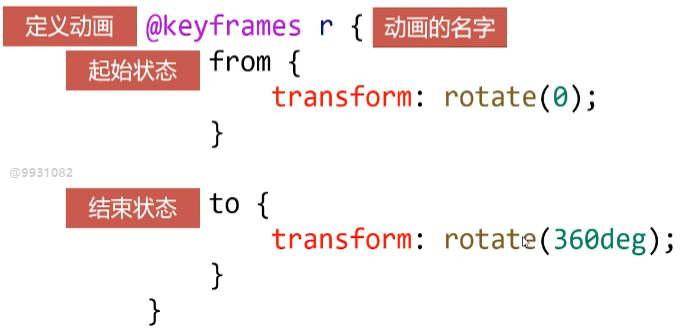 定义动画 @keyframes r { 动画的名字
起始状态 from {
transform: rotate(0);
}
@9931082
结束状态 to {
transform: rotate(360deg);
}
}